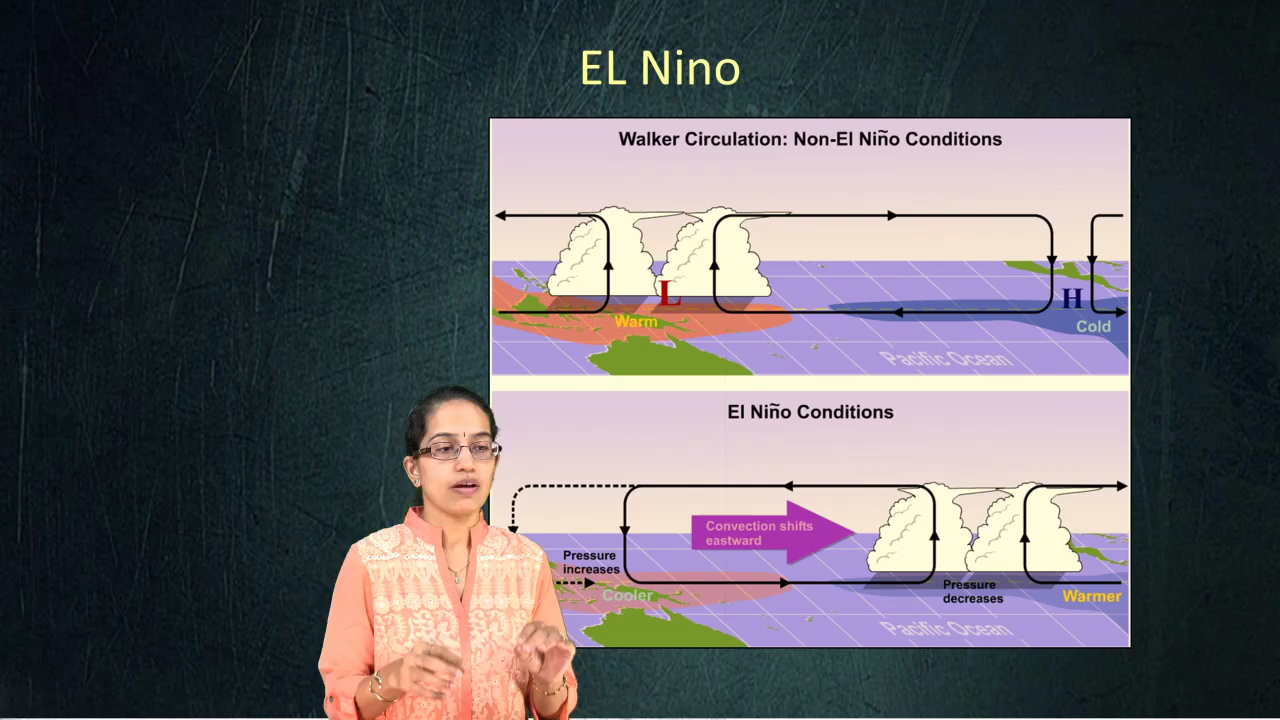 EL Nino
Walker Circulation: Non-El Niño Conditions
L
H
Warm
Cold
Pacific Ocean
El Niño Conditions
Convection shifts
eastward
Pressure
increases
Pressure
decreases
Cooler
Warmer
Pacific Ocean